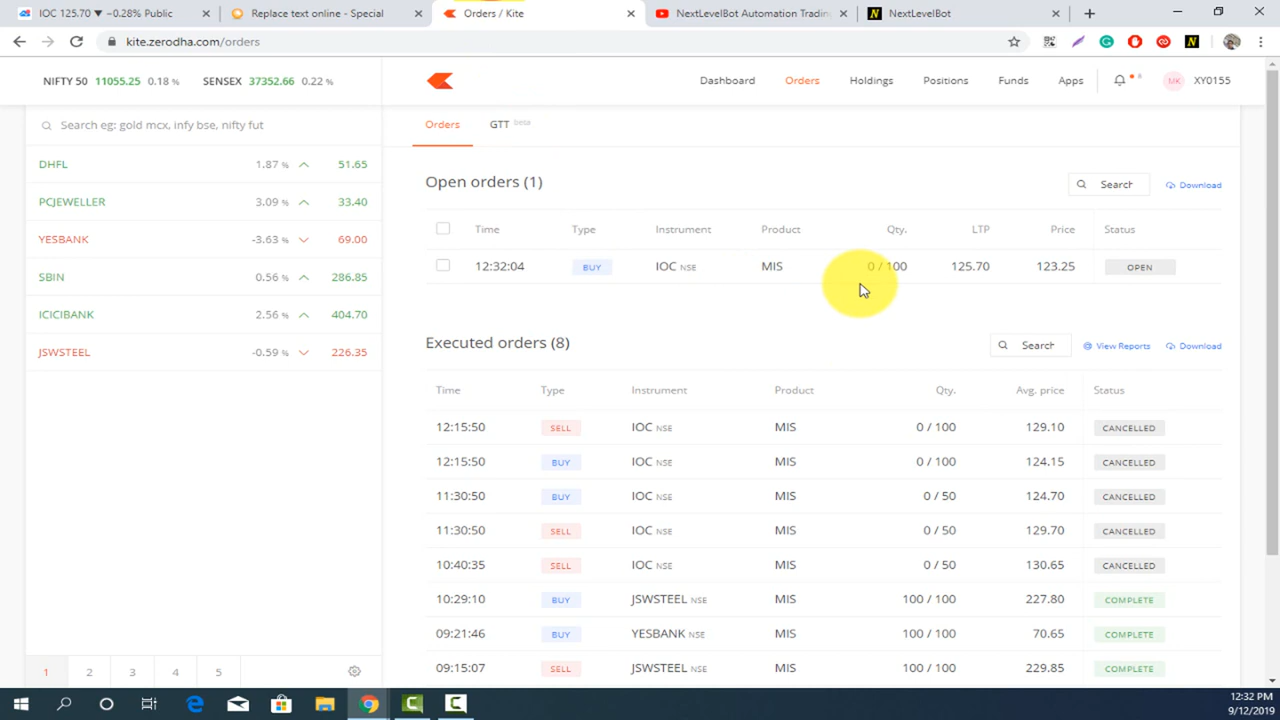 IOC 125.70 ▼ −0.28% Public
Replace text online - Special
Orders / Kite
NextLevelBot Automation Trading
NextLevelBot
kite.zerodha.com/orders
NIFTY 50 11055.25 0.18 % SENSEX 37352.66 0.22 %
Dashboard Orders Holdings Positions Funds Apps MK XY0155
Search eg: gold mcx, infy bse, nifty fut
DHFL 1.87 % 51.65
PCJEWELLER 3.09 % 33.40
YESBANK -3.63 % 69.00
SBIN 0.56 % 286.85
ICICIBANK 2.56 % 404.70
JSWSTEEL -0.59 % 226.35
1 2 3 4 5
Orders GTT beta
Open orders (1) Search Download
Time Type Instrument Product Qty. LTP Price Status
12:32:04 BUY IOC NSE MIS 0 / 100 125.70 123.25 OPEN
Executed orders (8) Search View Reports Download
Time Type Instrument Product Qty. Avg. price Status
12:15:50 SELL IOC NSE MIS 0 / 100 129.10 CANCELLED
12:15:50 BUY IOC NSE MIS 0 / 100 124.15 CANCELLED
11:30:50 BUY IOC NSE MIS 0 / 50 124.70 CANCELLED
11:30:50 SELL IOC NSE MIS 0 / 50 129.70 CANCELLED
10:40:35 SELL IOC NSE MIS 0 / 50 130.65 CANCELLED
10:29:10 BUY JSWSTEEL NSE MIS 100 / 100 227.80 COMPLETE
09:21:46 BUY YESBANK NSE MIS 100 / 100 70.65 COMPLETE
09:15:07 SELL JSWSTEEL NSE MIS 100 / 100 229.85 COMPLETE
12:32 PM
9/12/2019